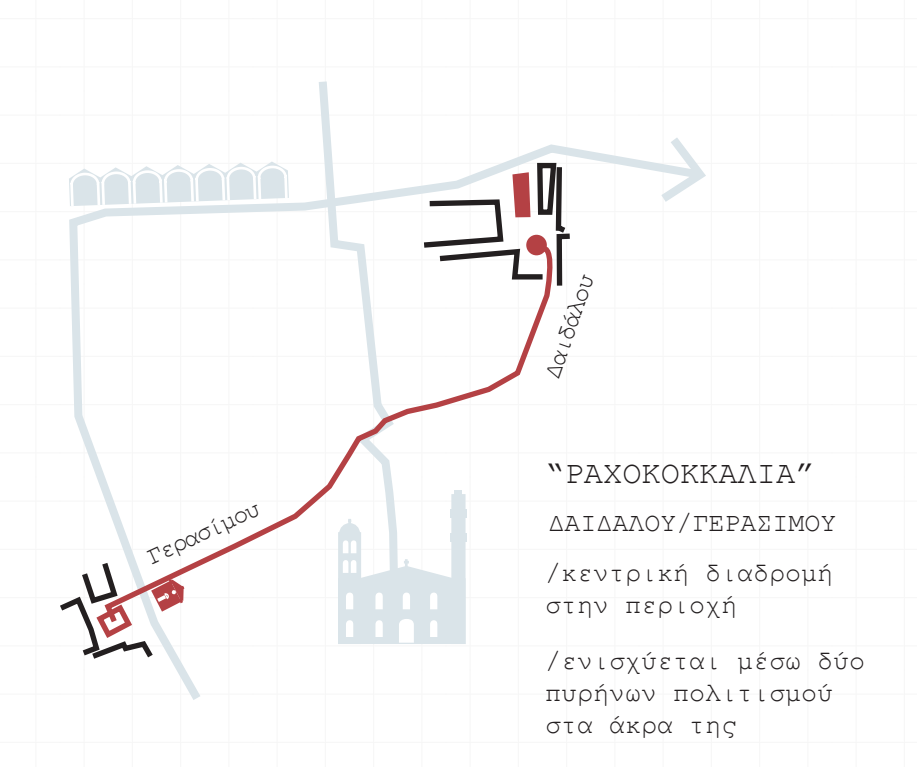 Δαιδάλου
Γερασίμου
“ΡΑΧΟΚΟΚΚΑΛΙΑ”
ΔΑΙΔΑΛΟΥ/ΓΕΡΑΣΙΜΟΥ
/κεντρική διαδρομή
στην περιοχή
/ενισχύεται μέσω δύο
πυρήνων πολιτισμού
στα άκρα της